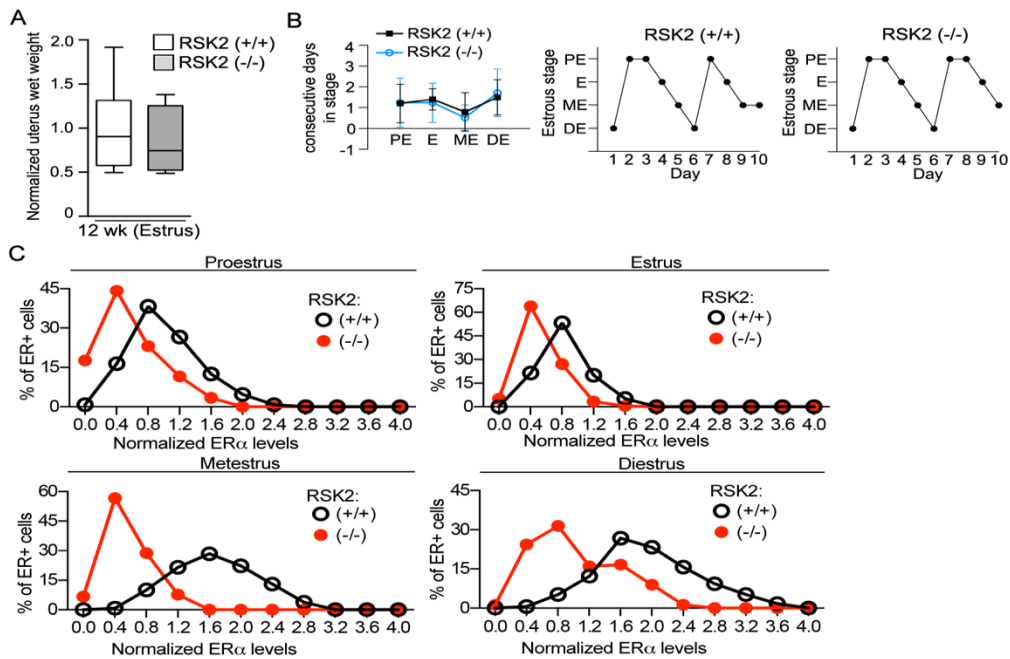 A
Normalized uterus wet weight
2.0
1.5
1.0
0.5
0
RSK2 (+/+)
RSK2 (-/-)
12 wk (Estrus)
B
consecutive days
in stage
4
3
2
1
0
-1
RSK2 (+/+)
RSK2 (-/-)
PE E ME DE
RSK2 (+/+)
Estrous stage
PE
E
ME
DE
1 2 3 4 5 6 7 8 9 10
Day
RSK2 (-/-)
Estrous stage
PE
E
ME
DE
1 2 3 4 5 6 7 8 9 10
Day
C
Proestrus
% of ER+ cells
45
30
15
0
RSK2:
(+/+)
(-/-)
0.0 0.4 0.8 1.2 1.6 2.0 2.4 2.8 3.2 3.6 4.0
Normalized ERα levels
Estrus
% of ER+ cells
75
60
45
30
15
0
RSK2:
(+/+)
(-/-)
0.0 0.4 0.8 1.2 1.6 2.0 2.4 2.8 3.2 3.6 4.0
Normalized ERα levels
Metestrus
% of ER+ cells
60
40
20
0
RSK2:
(+/+)
(-/-)
0.0 0.4 0.8 1.2 1.6 2.0 2.4 2.8 3.2 3.6 4.0
Normalized ERα levels
Diestrus
% of ER+ cells
45
30
15
0
RSK2:
(+/+)
(-/-)
0.0 0.4 0.8 1.2 1.6 2.0 2.4 2.8 3.2 3.6 4.0
Normalized ERα levels